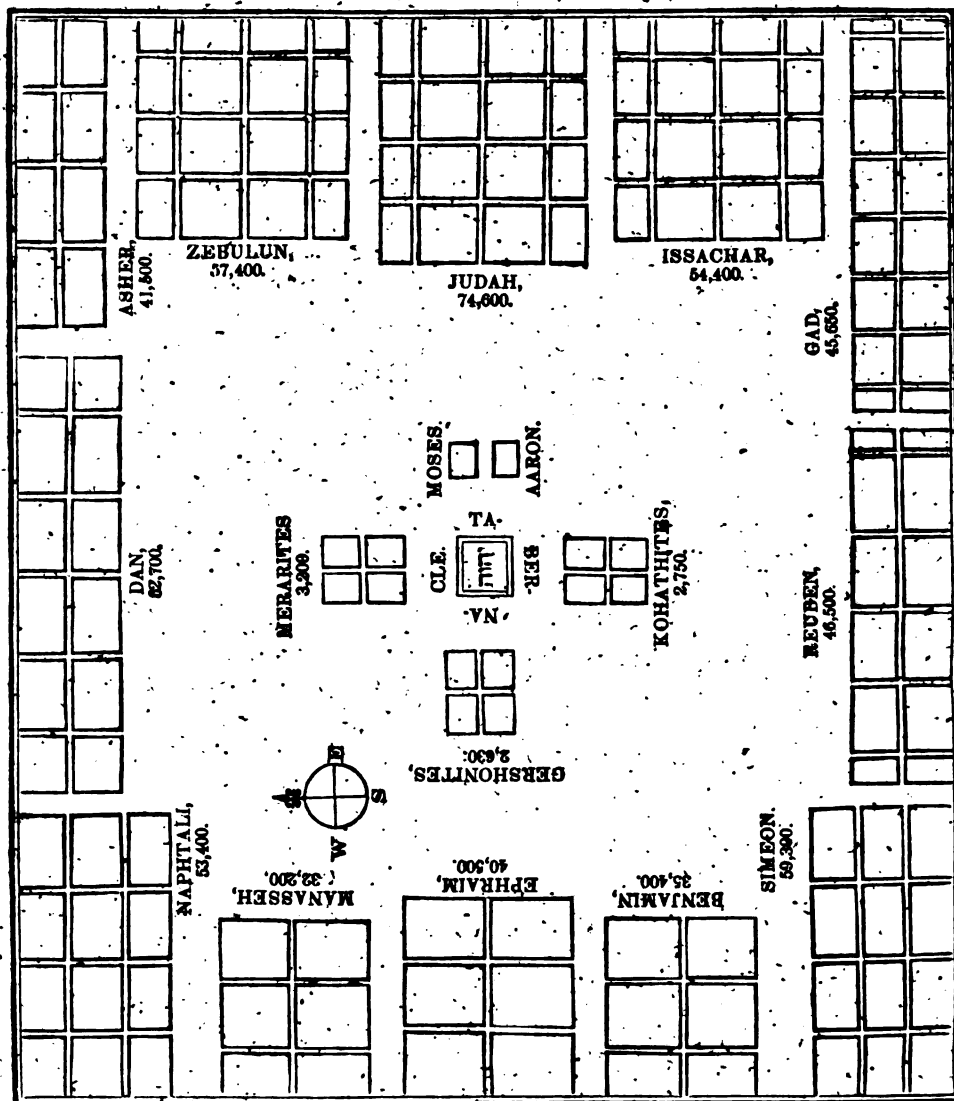 ZEBULUN,
57,400.
JUDAH,
74,600.
ISSACHAR,
54,400.
ASHER,
41,500.
GAD,
45,650.
MOSES.
AARON.
DAN,
62,700.
MERARITES
3,209.
TA-
BER-
NA-
CLE.
KOHATHITES,
2,750.
REUBEN,
46,500.
GERSHONITES,
2,630.
E
N
S
W
NAPHTALI,
53,400.
MANASSEH,
32,200.
EPHRAIM,
40,500.
BENJAMIN,
35,400.
SIMEON.
59,300.